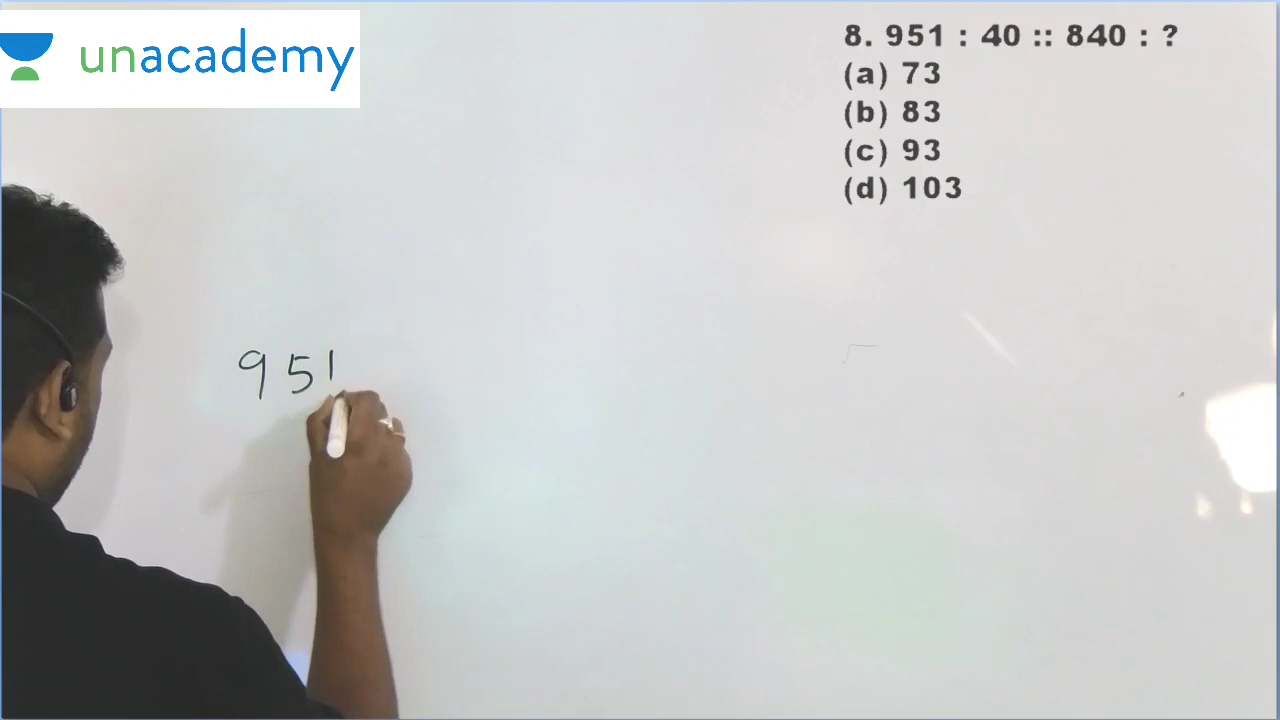 unacademy
8. 951 : 40 :: 840 : ?
(a) 73
(b) 83
(c) 93
(d) 103
951